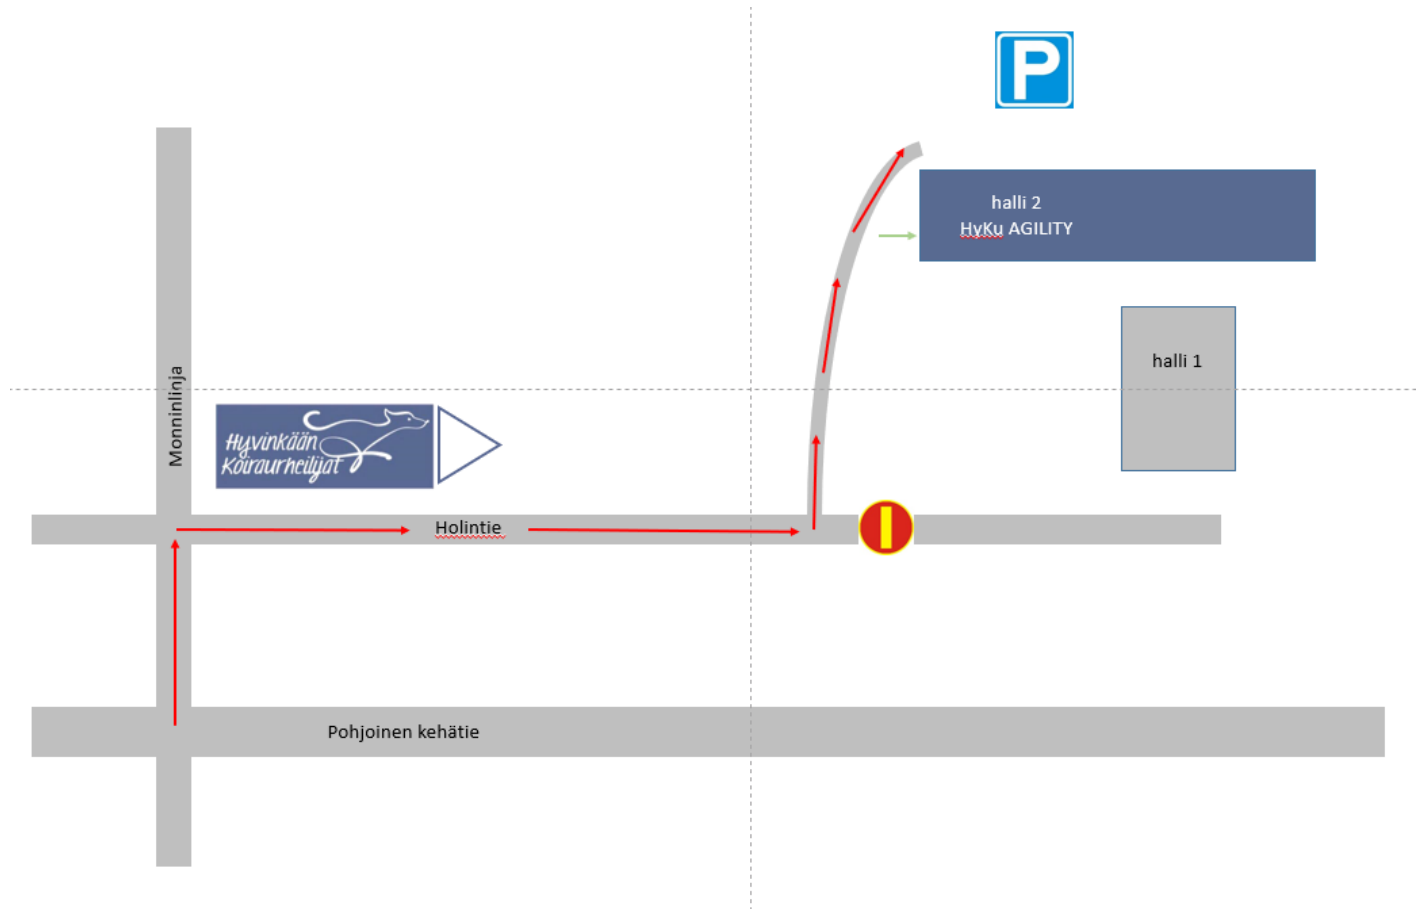 P
halli 2
HyKu AGILITY
halli 1
Monninlinja
Hyvinkään
Koiraurheilijat
Holintie
Pohjoinen kehätie